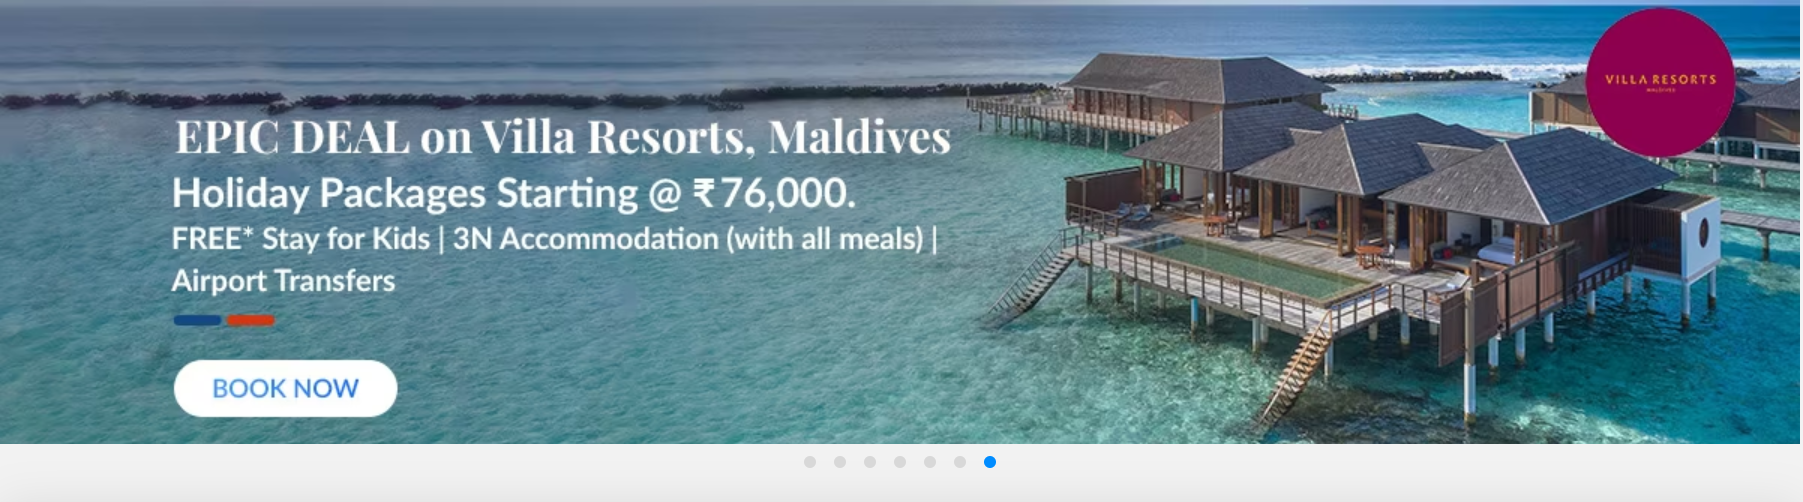 VILLA RESORTS
MALDIVES
EPIC DEAL on Villa Resorts, Maldives
Holiday Packages Starting @ ₹76,000.
FREE* Stay for Kids | 3N Accommodation (with all meals) |
Airport Transfers
BOOK NOW